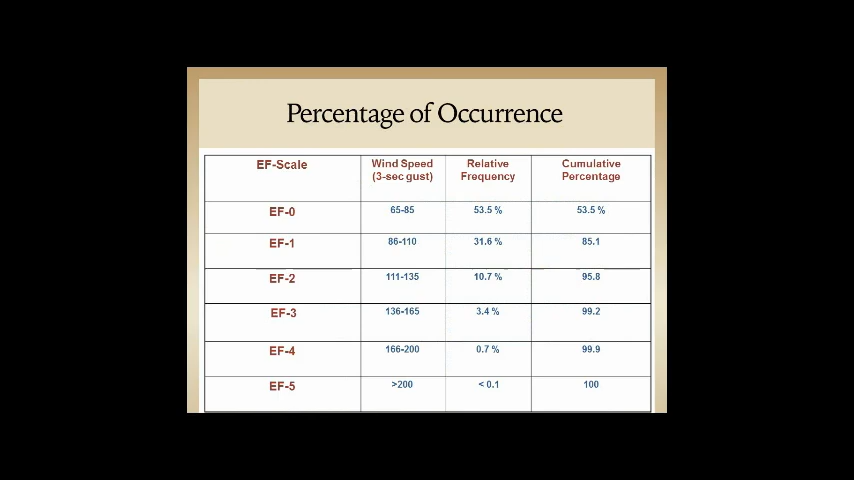 Percentage of Occurrence
EF-Scale
Wind Speed
(3-sec gust)
Relative
Frequency
Cumulative
Percentage
EF-0
65-85
53.5 %
53.5 %
EF-1
86-110
31.6 %
85.1
EF-2
111-135
10.7 %
95.8
EF-3
136-165
3.4 %
99.2
EF-4
166-200
0.7 %
99.9
EF-5
>200
< 0.1
100